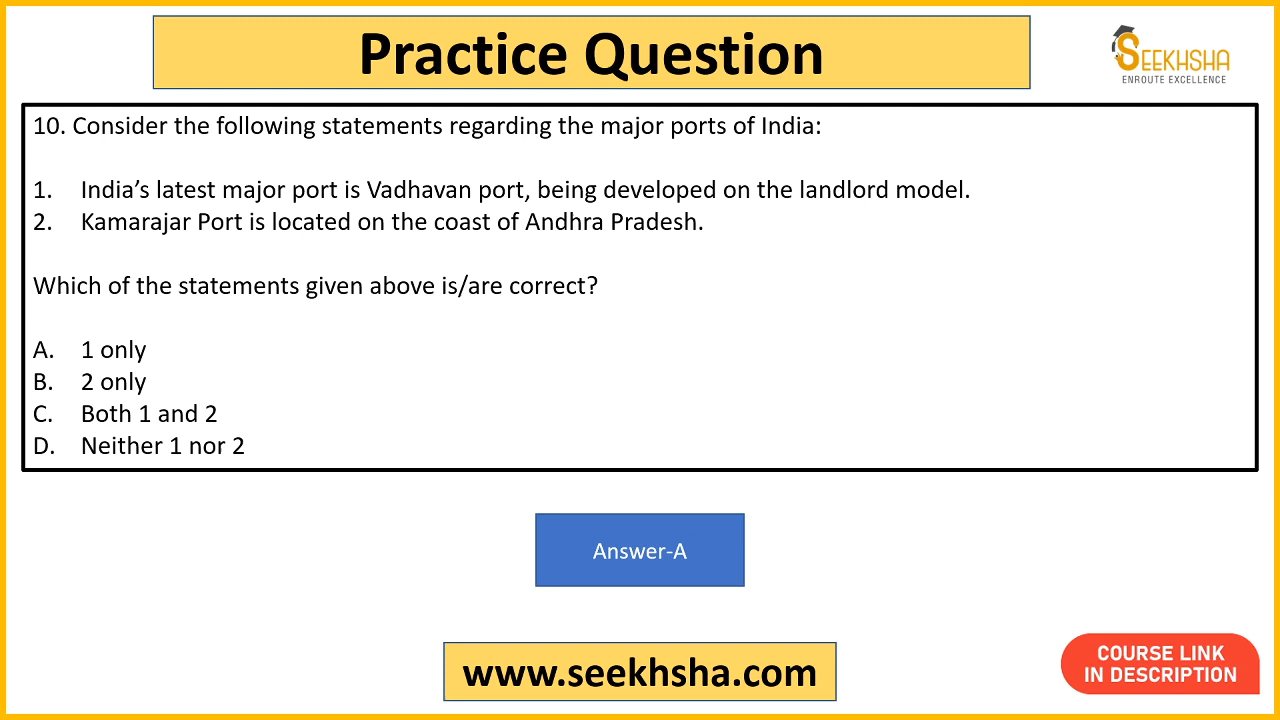 Practice Question
SEEKHSHA
ENROUTE EXCELLENCE
10. Consider the following statements regarding the major ports of India:
1. India’s latest major port is Vadhavan port, being developed on the landlord model.
2. Kamarajar Port is located on the coast of Andhra Pradesh.
Which of the statements given above is/are correct?
A. 1 only
B. 2 only
C. Both 1 and 2
D. Neither 1 nor 2
Answer-A
www.seekhsha.com
COURSE LINK
IN DESCRIPTION